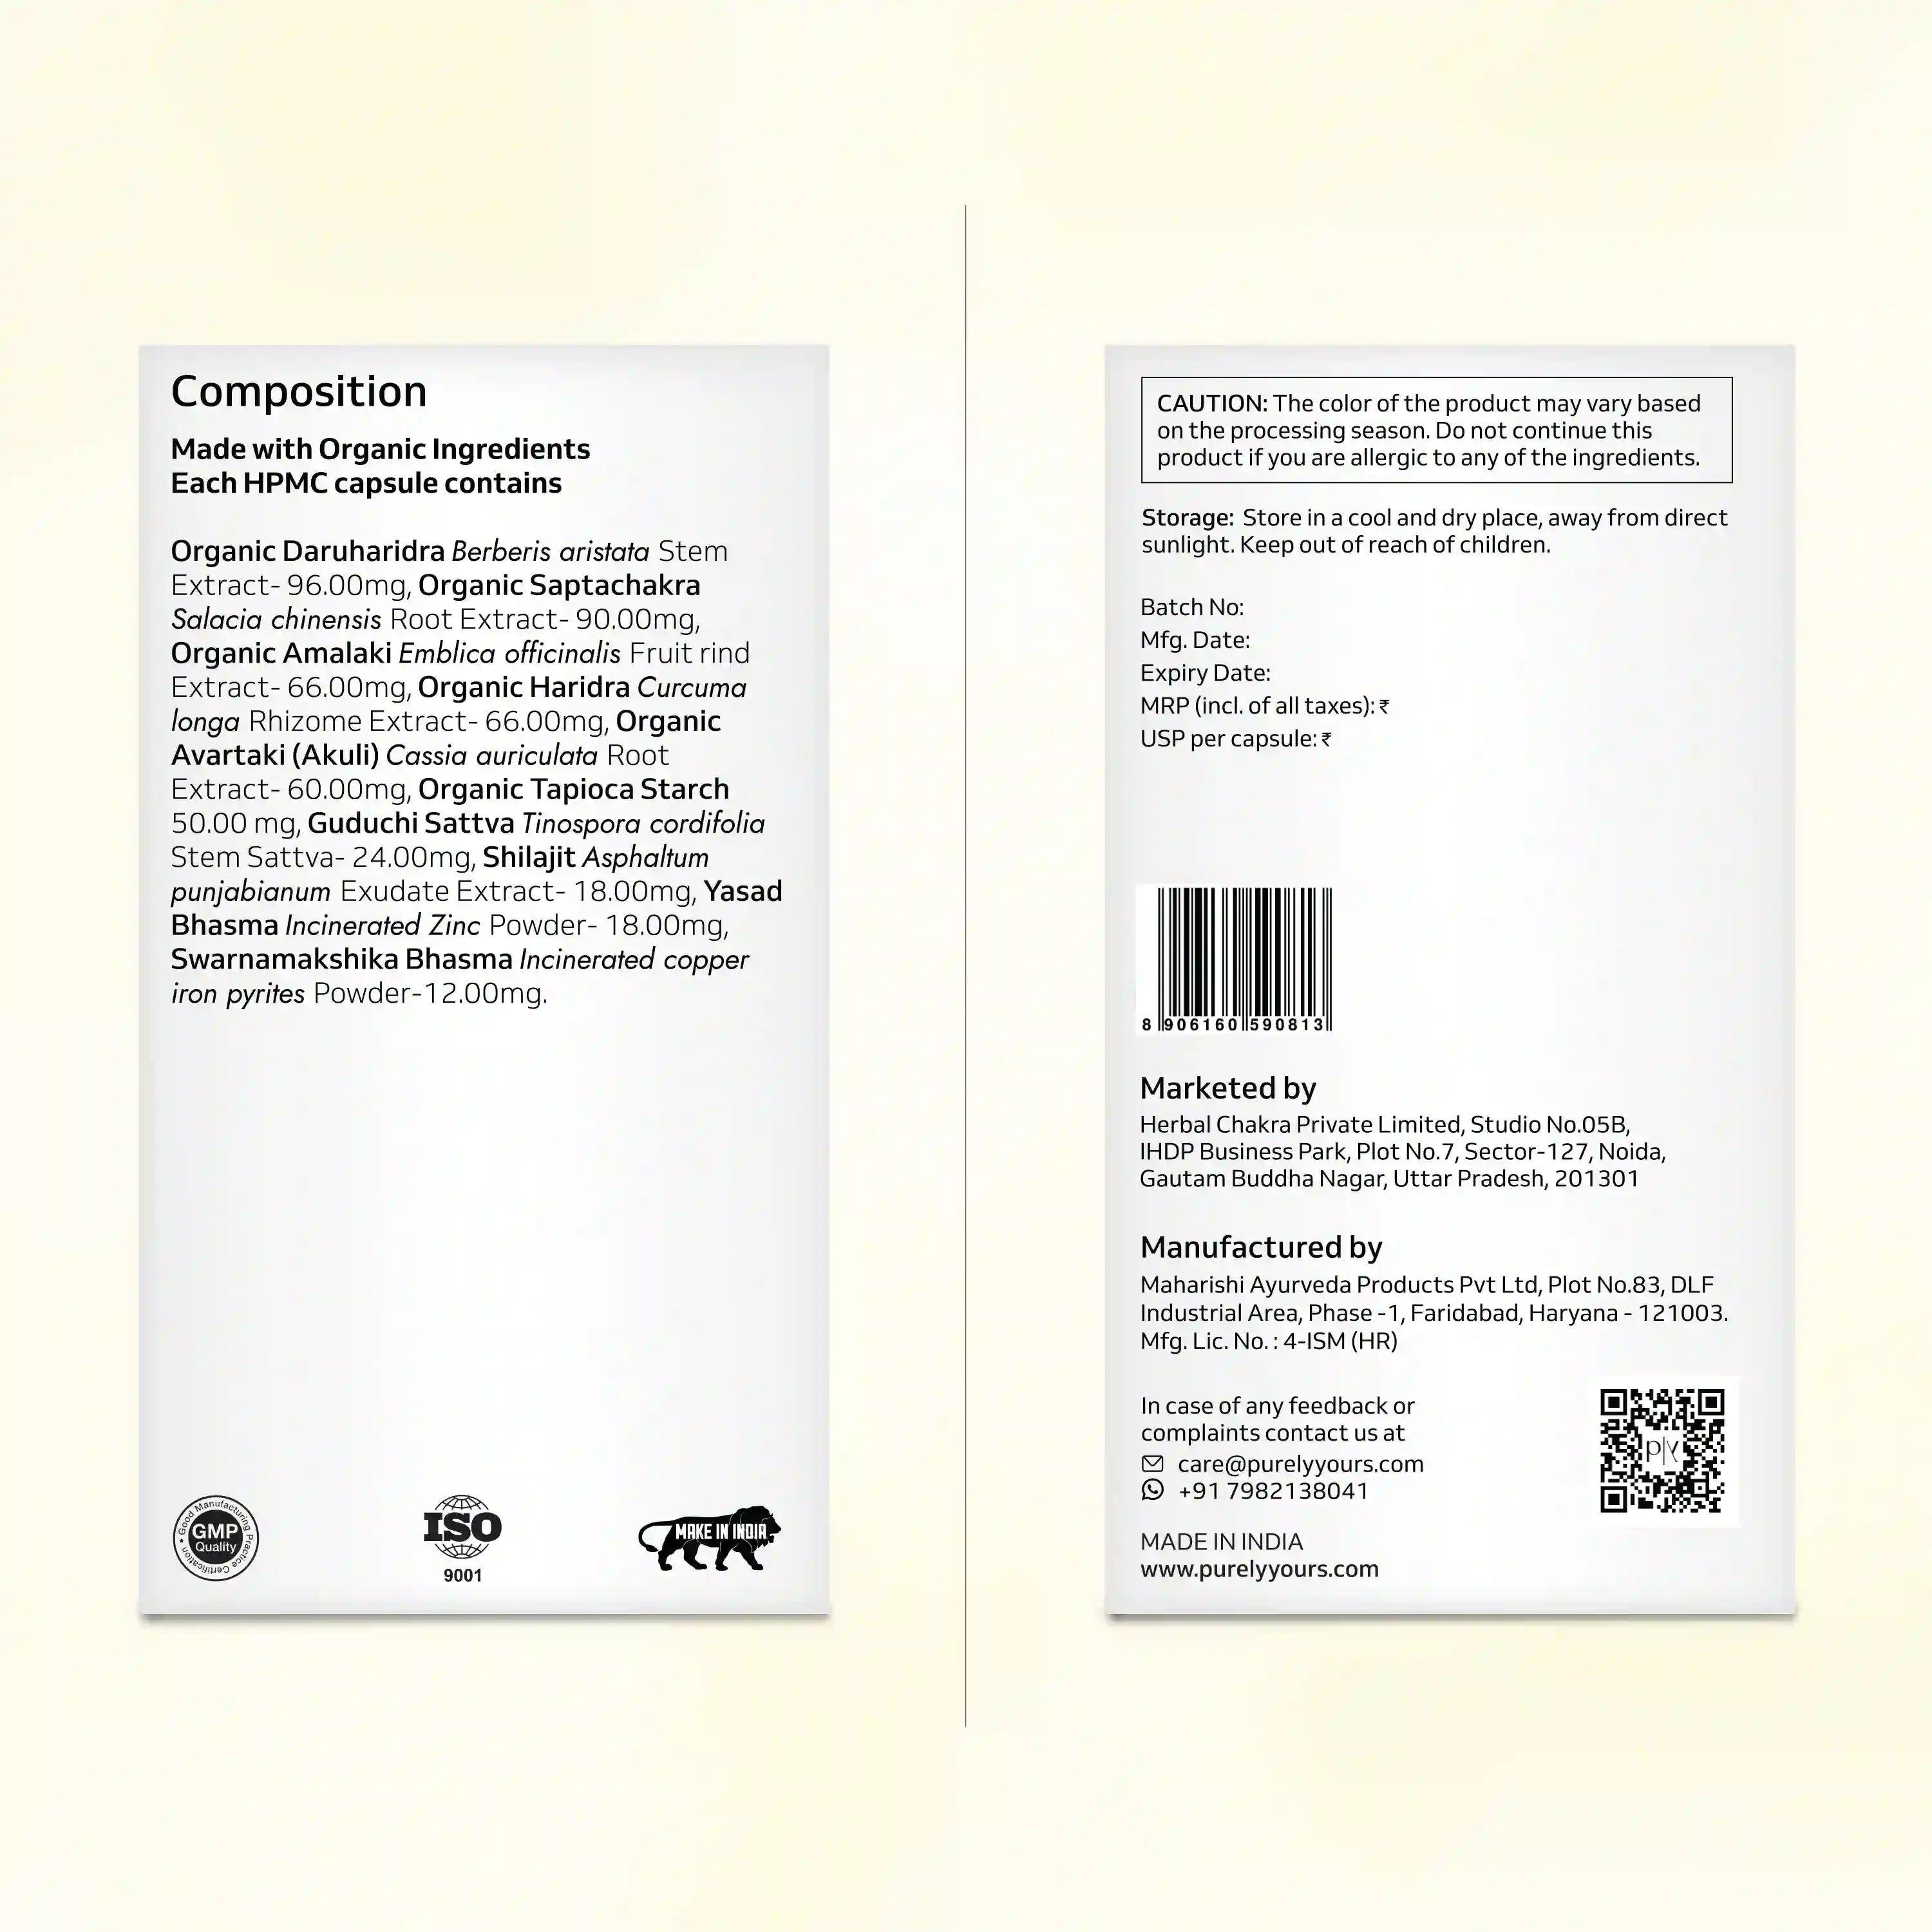 Composition
Made with Organic Ingredients
Each HPMC capsule contains
Organic Daruharidra Berberis aristata Stem
Extract- 96.00mg, Organic Saptachakra
Salacia chinensis Root Extract- 90.00mg,
Organic Amalaki Emblica officinalis Fruit rind
Extract- 66.00mg, Organic Haridra Curcuma
longa Rhizome Extract- 66.00mg, Organic
Avartaki (Akuli) Cassia auriculata Root
Extract- 60.00mg, Organic Tapioca Starch
50.00 mg, Guduchi Sattva Tinospora cordifolia
Stem Sattva- 24.00mg, Shilajit Asphaltum
punjabianum Exudate Extract- 18.00mg, Yasad
Bhasma Incinerated Zinc Powder- 18.00mg,
Swarnamakshika Bhasma Incinerated copper
iron pyrites Powder-12.00mg.
Good Manufacturing Practice Certification
GMP
Quality
ISO
9001
MAKE IN INDIA
CAUTION: The color of the product may vary based
on the processing season. Do not continue this
product if you are allergic to any of the ingredients.
Storage: Store in a cool and dry place, away from direct
sunlight. Keep out of reach of children.
Batch No:
Mfg. Date:
Expiry Date:
MRP (incl. of all taxes): ₹
USP per capsule: ₹
8 906160 590813
Marketed by
Herbal Chakra Private Limited, Studio No.05B,
IHDP Business Park, Plot No.7, Sector-127, Noida,
Gautam Buddha Nagar, Uttar Pradesh, 201301
Manufactured by
Maharishi Ayurveda Products Pvt Ltd, Plot No.83, DLF
Industrial Area, Phase -1, Faridabad, Haryana - 121003.
Mfg. Lic. No. : 4-ISM (HR)
In case of any feedback or
complaints contact us at
care@purelyyours.com
+91 7982138041
p|y
MADE IN INDIA
www.purelyyours.com